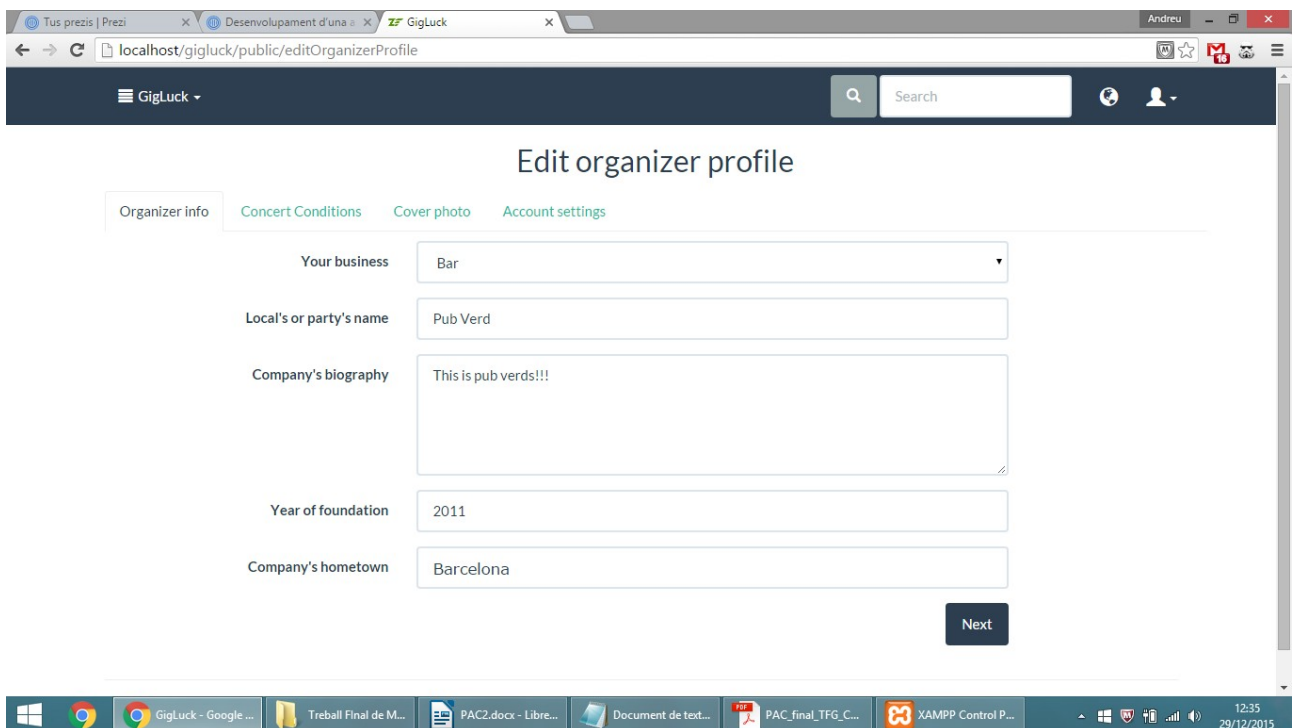 Tus prezis | Prezi
Desenvolupament d'una a
GigLuck
Andreu
localhost/gigluck/public/editOrganizerProfile
16
GigLuck
Search
Edit organizer profile
Organizer info Concert Conditions Cover photo Account settings
Your business Bar
Local's or party's name Pub Verd
Company's biography This is pub verds!!!
Year of foundation 2011
Company's hometown Barcelona
Next
GigLuck - Google ...
Treball FInal de M...
PAC2.docx - Libre...
Document de text...
PDF
PAC_final_TFG_C...
XAMPP Control P...
12:35
29/12/2015